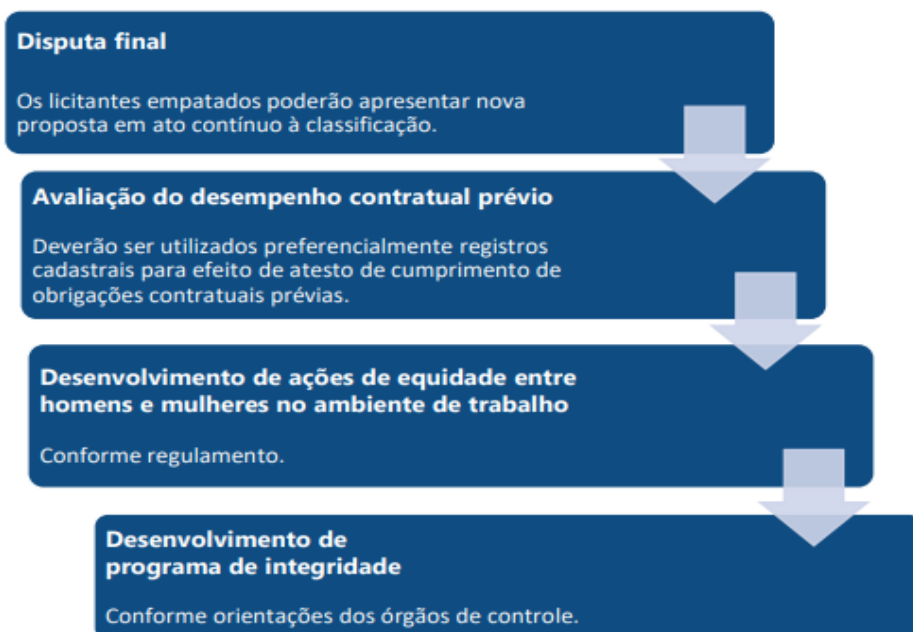 Disputa final
Os licitantes empatados poderão apresentar nova
proposta em ato contínuo à classificação.
Avaliação do desempenho contratual prévio
Deverão ser utilizados preferencialmente registros
cadastrais para efeito de atesto de cumprimento de
obrigações contratuais prévias.
Desenvolvimento de ações de equidade entre
homens e mulheres no ambiente de trabalho
Conforme regulamento.
Desenvolvimento de
programa de integridade
Conforme orientações dos órgãos de controle.